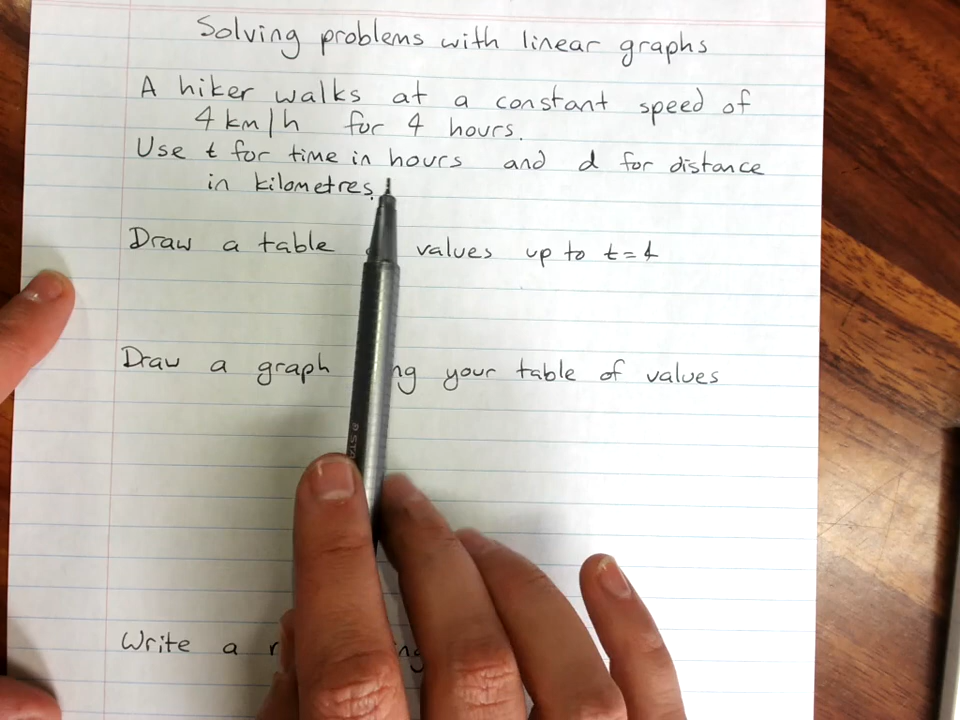 Solving problems with linear graphs
A hiker walks at a constant speed of
4 km/h for 4 hours.
Use t for time in hours and d for distance
in kilometres.
Draw a table values up to t=4
Draw a graph ng your table of values
Write a